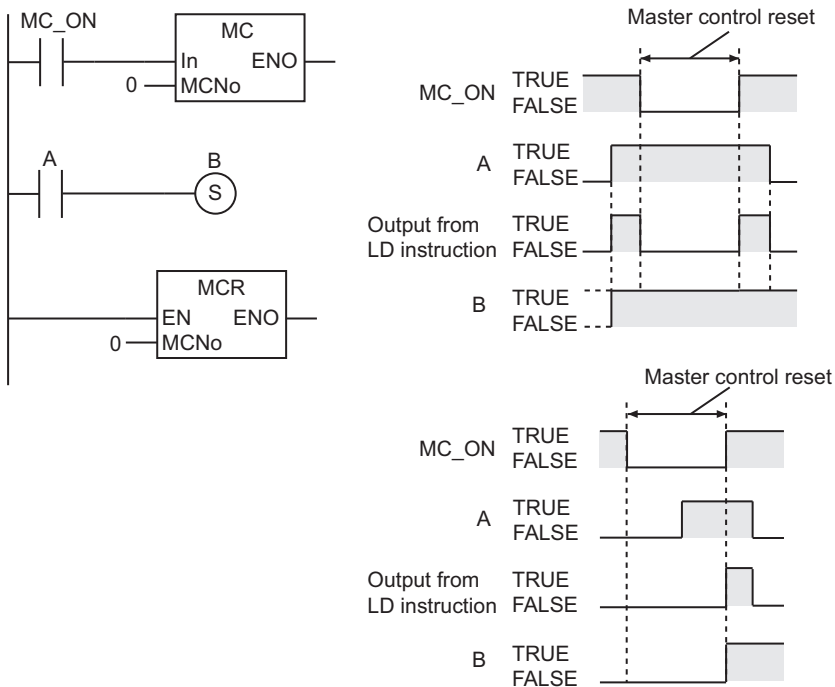 MC_ON
MC
In ENO
0 MCNo
A B
S
MCR
EN ENO
0 MCNo
Master control reset
MC_ON TRUE
FALSE
A TRUE
FALSE
Output from TRUE
LD instruction FALSE
B TRUE
FALSE
Master control reset
MC_ON TRUE
FALSE
A TRUE
FALSE
Output from TRUE
LD instruction FALSE
B TRUE
FALSE